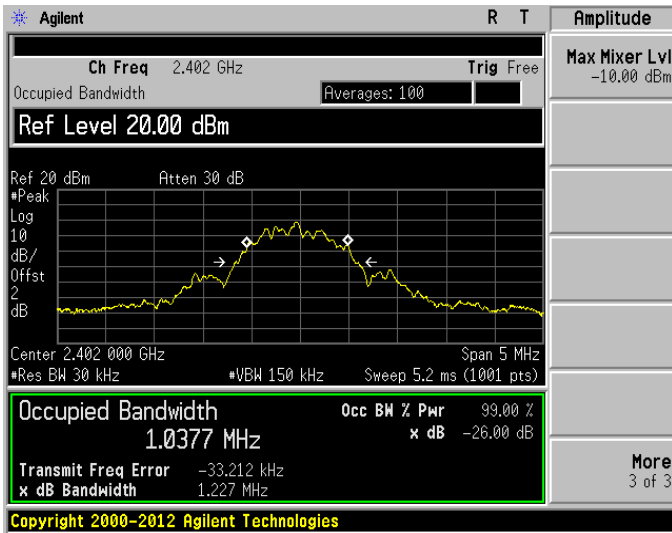 Agilent R T Amplitude
Ch Freq 2.402 GHz Trig Free
Occupied Bandwidth Averages: 100
Ref Level 20.00 dBm
Max Mixer Lvl
-10.00 dBm
Ref 20 dBm Atten 30 dB
#Peak
Log
10
dB/
Offst
2
dB
Center 2.402 000 GHz Span 5 MHz
#Res BW 30 kHz #VBW 150 kHz Sweep 5.2 ms (1001 pts)
Occupied Bandwidth Occ BW % Pwr 99.00 %
1.0377 MHz x dB -26.00 dB
Transmit Freq Error -33.212 kHz
x dB Bandwidth 1.227 MHz
More
3 of 3
Copyright 2000-2012 Agilent Technologies